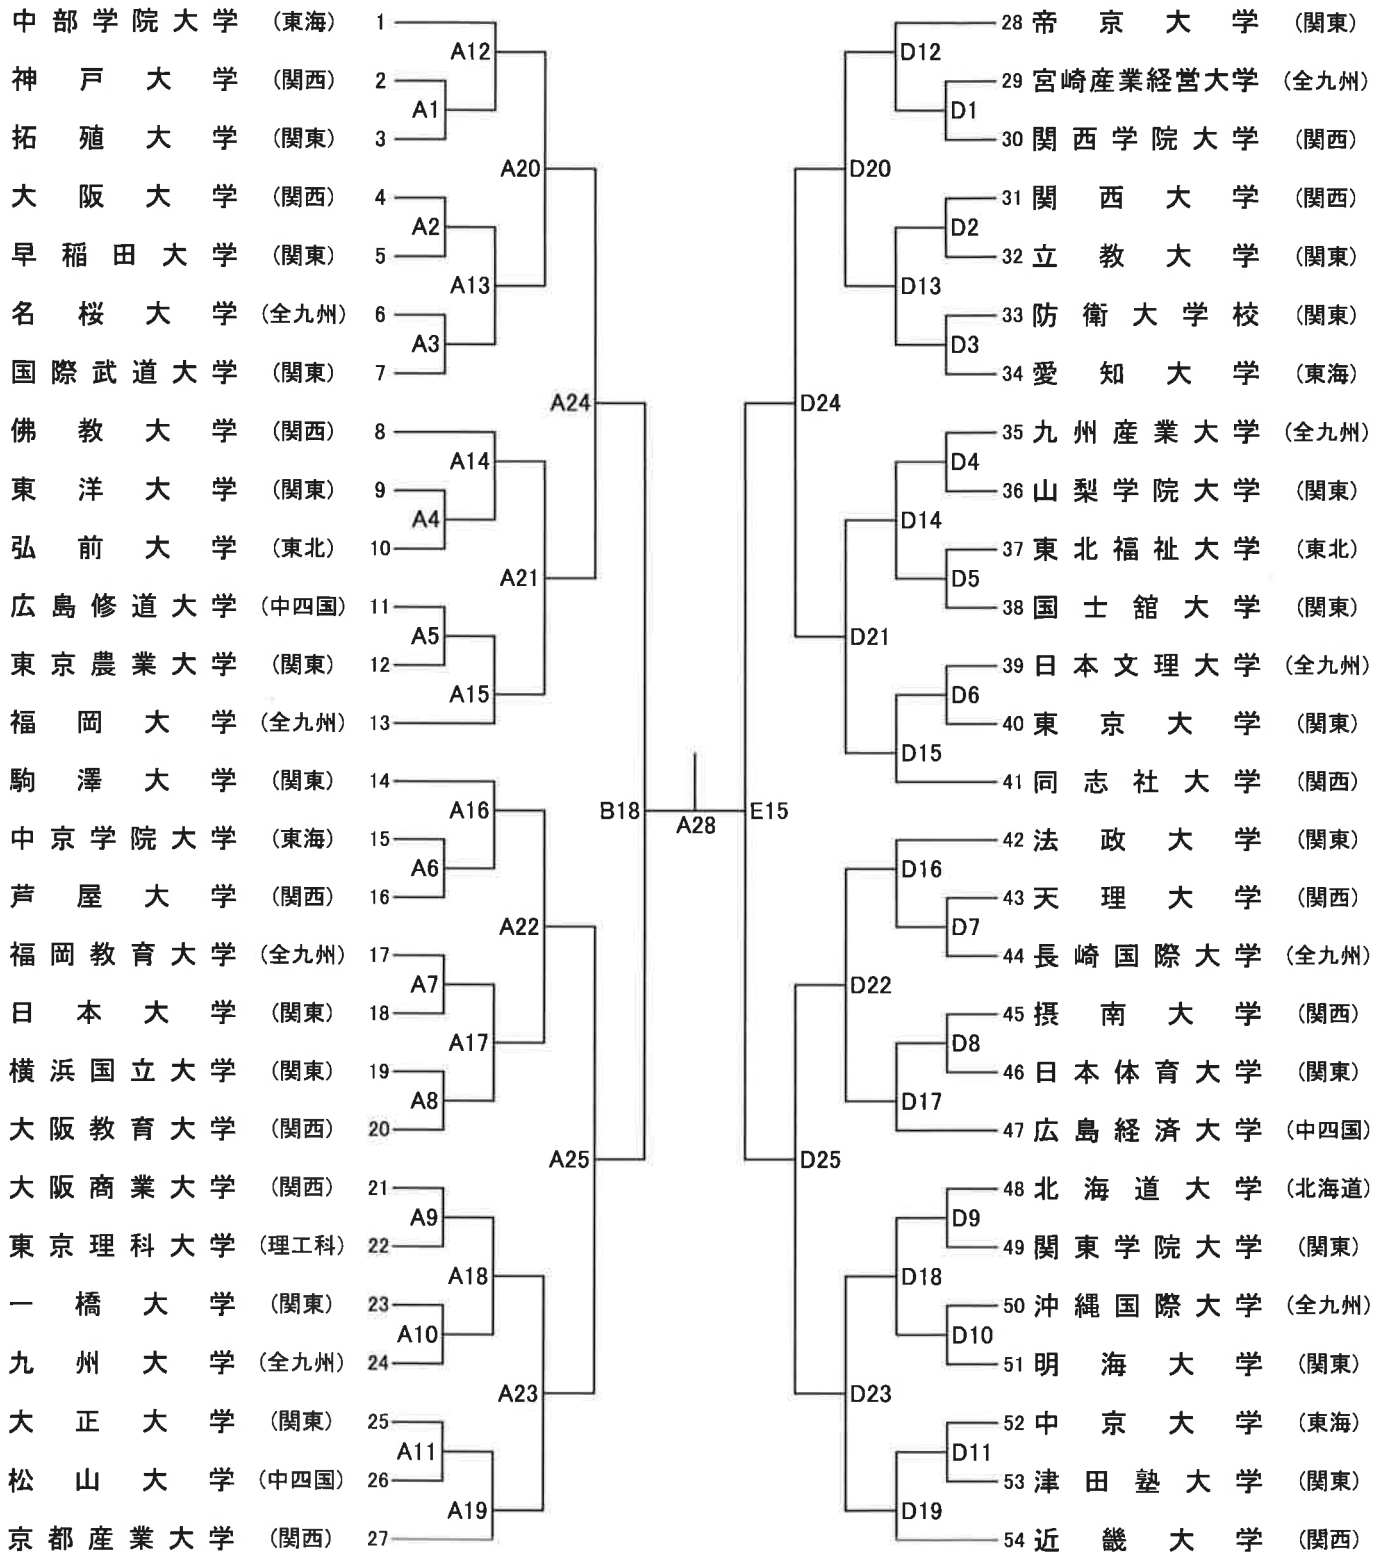 中部学院大学 (東海) 1
神戸大学 (関西) 2
拓殖大学 (関東) 3
大阪大学 (関西) 4
早稲田大学 (関東) 5
名桜大学 (全九州) 6
国際武道大学 (関東) 7
佛教大学 (関西) 8
東洋大学 (関東) 9
弘前大学 (東北) 10
広島修道大学 (中四国) 11
東京農業大学 (関東) 12
福岡大学 (全九州) 13
駒澤大学 (関東) 14
中京学院大学 (東海) 15
芦屋大学 (関西) 16
福岡教育大学 (全九州) 17
日本大学 (関東) 18
横浜国立大学 (関東) 19
大阪教育大学 (関西) 20
大阪商業大学 (関西) 21
東京理科大学 (理工科) 22
一橋大学 (関東) 23
九州大学 (全九州) 24
大正大学 (関東) 25
松山大学 (中四国) 26
京都産業大学 (関西) 27
A1
A2
A3
A4
A5
A6
A7
A8
A9
A10
A11
A12
A13
A14
A15
A16
A17
A18
A19
A20
A21
A22
A23
A24
A25
B18
A28
E15
D24
D25
D20
D21
D22
D23
D12
D13
D14
D15
D16
D17
D18
D19
D1
D2
D3
D4
D5
D6
D7
D8
D9
D10
D11
28 帝京大学 (関東)
29 宮崎産業経営大学 (全九州)
30 関西学院大学 (関西)
31 関西大学 (関西)
32 立教大学 (関東)
33 防衛大学校 (関東)
34 愛知大学 (東海)
35 九州産業大学 (全九州)
36 山梨学院大学 (関東)
37 東北福祉大学 (東北)
38 国士舘大学 (関東)
39 日本文理大学 (全九州)
40 東京大学 (関東)
41 同志社大学 (関西)
42 法政大学 (関東)
43 天理大学 (関西)
44 長崎国際大学 (全九州)
45 摂南大学 (関西)
46 日本体育大学 (関東)
47 広島経済大学 (中四国)
48 北海道大学 (北海道)
49 関東学院大学 (関東)
50 沖縄国際大学 (全九州)
51 明海大学 (関東)
52 中京大学 (東海)
53 津田塾大学 (関東)
54 近畿大学 (関西)